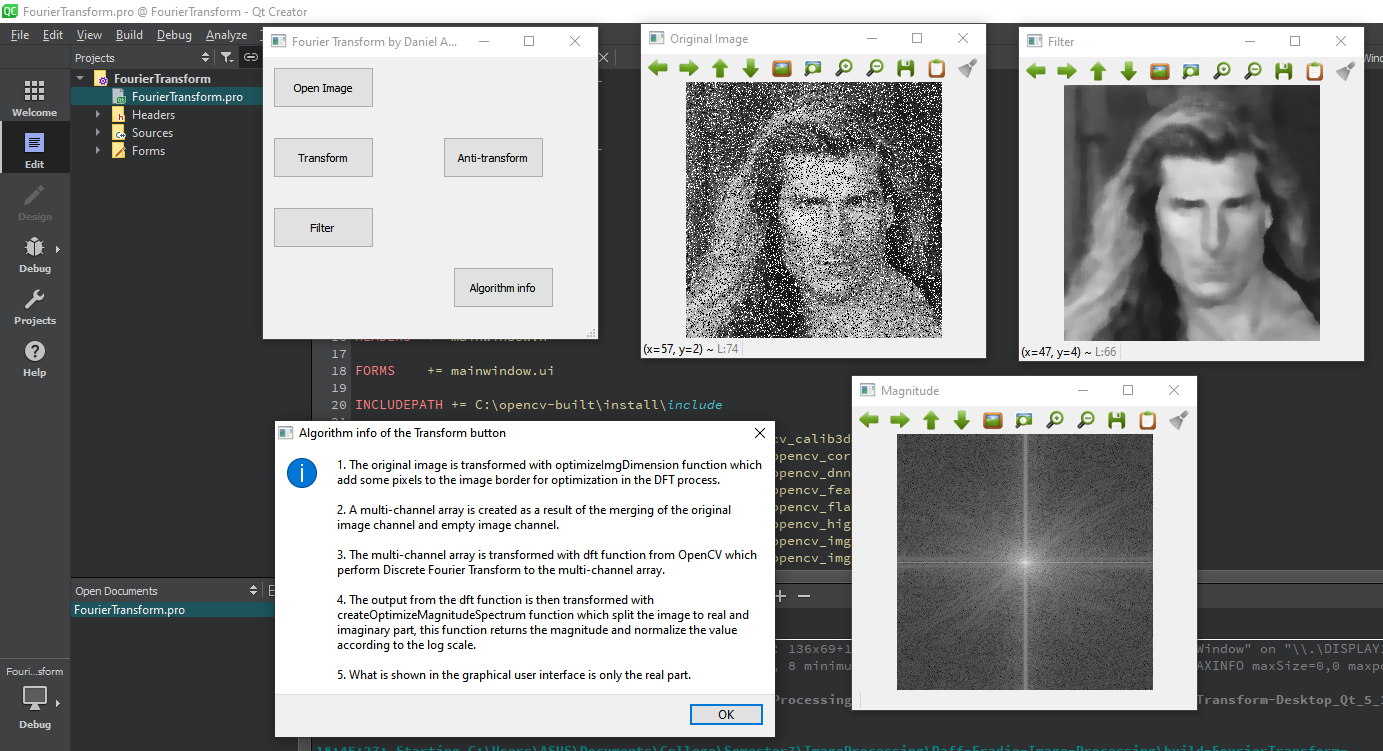 QC FourierTransform.pro @ FourierTransform - Qt Creator
File Edit View Build Debug Analyze
Projects
FourierTransform
FourierTransform.pro
Headers
Sources
Forms
Welcome
Edit
Design
Debug
Projects
Help
Fourier Transform by Daniel A...
Open Image
Transform
Anti-transform
Filter
Algorithm info
Original Image
(x=57, y=2) ~ L:74
Filter
(x=47, y=4) ~ L:66
Magnitude
17
18 FORMS += mainwindow.ui
19
20 INCLUDEPATH += C:\opencv-built\install\include
cv_calib3d
opencv_cor
opencv_dnn
opencv_fea
opencv_fla
opencv_hig
opencv_img
opencv_img
Algorithm info of the Transform button
1. The original image is transformed with optimizeImgDimension function which
add some pixels to the image border for optimization in the DFT process.
2. A multi-channel array is created as a result of the merging of the original
image channel and empty image channel.
3. The multi-channel array is transformed with dft function from OpenCV which
perform Discrete Fourier Transform to the multi-channel array.
4. The output from the dft function is then transformed with
createOptimizeMagnitudeSpectrum function which split the image to real and
imaginary part, this function returns the magnitude and normalize the value
according to the log scale.
5. What is shown in the graphical user interface is only the real part.
OK
Open Documents
FourierTransform.pro
: 136x69+1
Window" on "\\.\DISPLAY
, 8 minimu
AXINFO maxSize=0,0 maxpo
Processing
Transform-Desktop_Qt_5_1
Fouri...sform
Debug